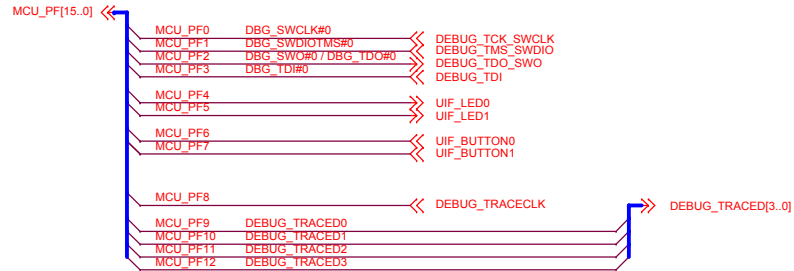 MCU_PF[15..0]
MCU_PF0 DBG_SWCLK#0 DEBUG_TCK_SWCLK
MCU_PF1 DBG_SWDIOTMS#0 DEBUG_TMS_SWDIO
MCU_PF2 DBG_SWO#0 / DBG_TDO#0 DEBUG_TDO_SWO
MCU_PF3 DBG_TDI#0 DEBUG_TDI
MCU_PF4 UIF_LED0
MCU_PF5 UIF_LED1
MCU_PF6 UIF_BUTTON0
MCU_PF7 UIF_BUTTON1
MCU_PF8 DEBUG_TRACECLK
DEBUG_TRACED[3..0]
MCU_PF9 DEBUG_TRACED0
MCU_PF10 DEBUG_TRACED1
MCU_PF11 DEBUG_TRACED2
MCU_PF12 DEBUG_TRACED3